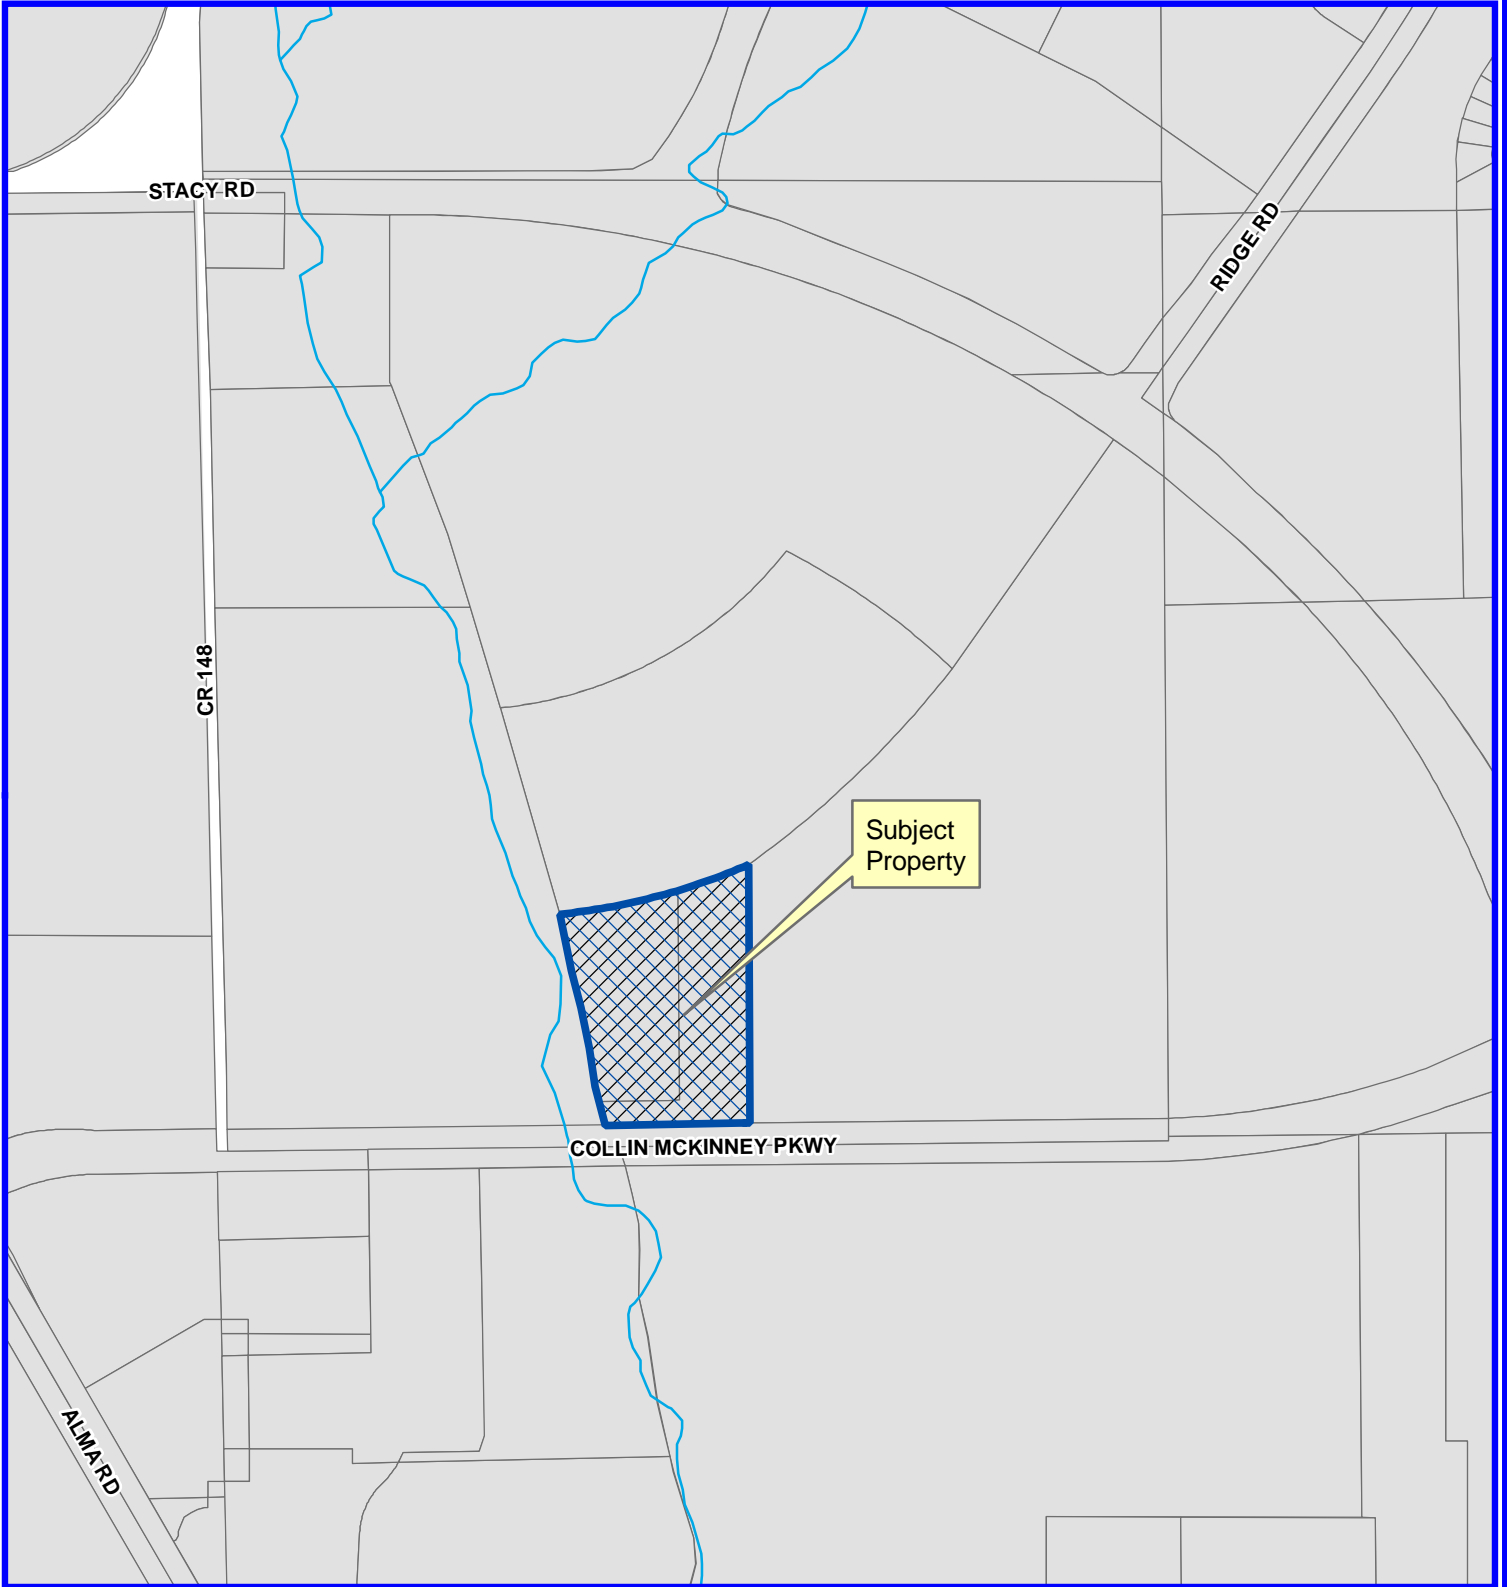 STACY RD
RIDGE RD
CR 148
Subject
Property
COLLIN MCKINNEY PKWY
ALMA RD